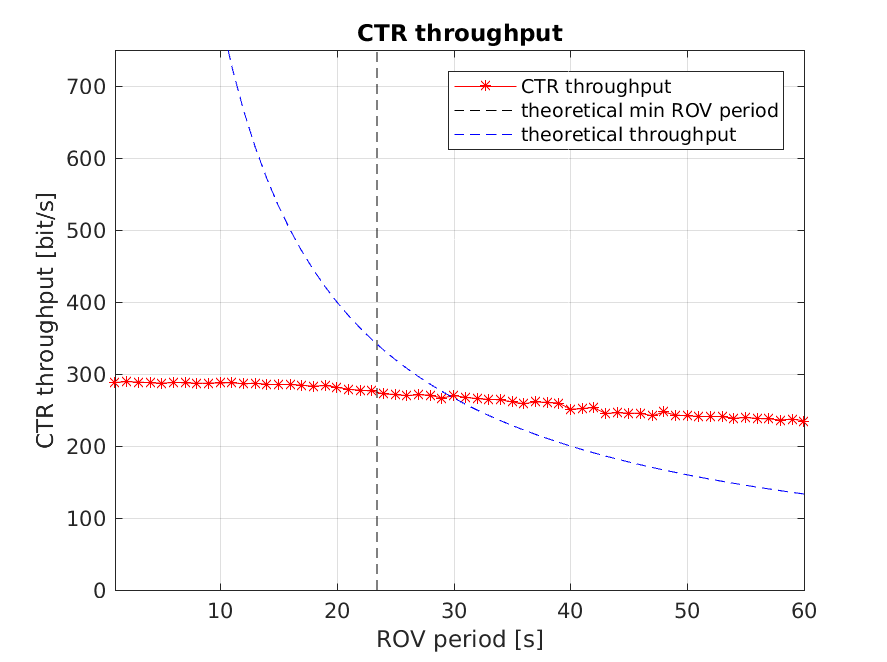 CTR throughput
CTR throughput
theoretical min ROV period
theoretical throughput
CTR throughput [bit/s]
700
600
500
400
300
200
100
0
10 20 30 40 50 60
ROV period [s]